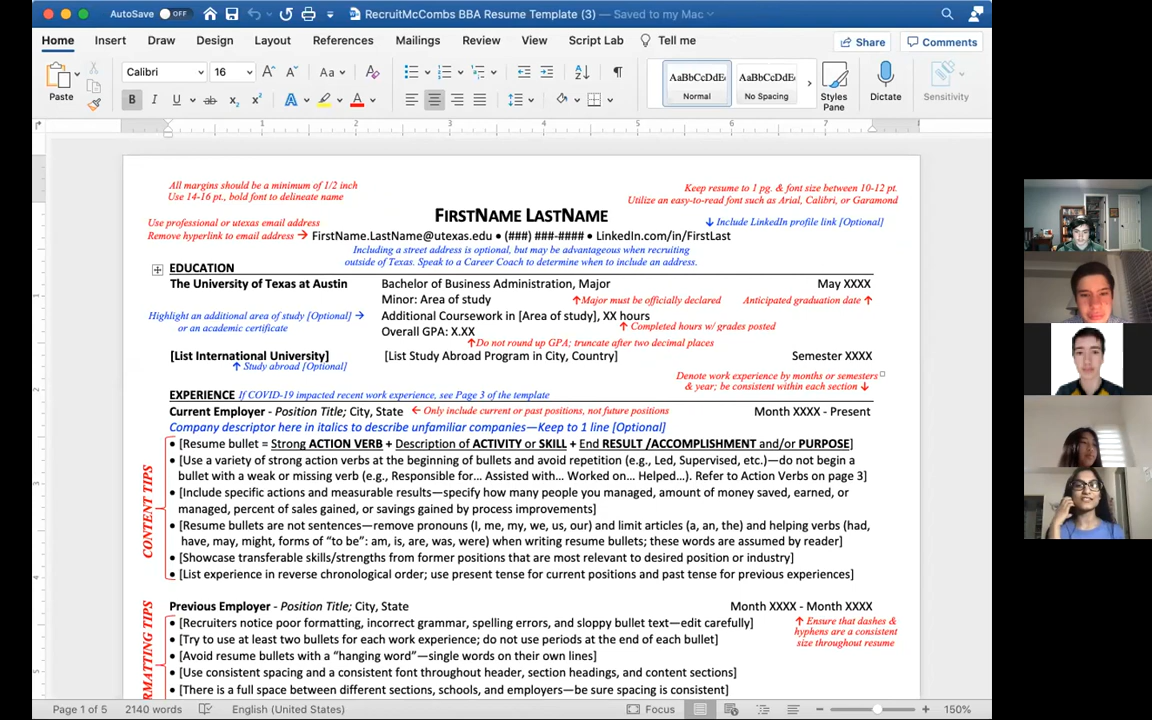 AutoSave OFF RecruitMcCombs BBA Resume Template (3) — Saved to my Mac
Home Insert Draw Design Layout References Mailings Review View Script Lab Tell me Share Comments
Paste Calibri 16 Aa AaBbCcDdE Normal AaBbCcDdE No Spacing Styles Pane Dictate Sensitivity
1 2 3 4 5 6 7
All margins should be a minimum of 1/2 inch
Use 14-16 pt., bold font to delineate name
Keep resume to 1 pg. & font size between 10-12 pt.
Utilize an easy-to-read font such as Arial, Calibri, or Garamond
FIRSTNAME LASTNAME
↓ Include LinkedIn profile link [Optional]
Use professional or utexas email address
Remove hyperlink to email address → FirstName.LastName@utexas.edu • (###) ###-#### • LinkedIn.com/in/FirstLast
Including a street address is optional, but may be advantageous when recruiting
outside of Texas. Speak to a Career Coach to determine when to include an address.
EDUCATION
The University of Texas at Austin Bachelor of Business Administration, Major May XXXX
Minor: Area of study ↑Major must be officially declared Anticipated graduation date ↑
Highlight an additional area of study [Optional] →
or an academic certificate
Additional Coursework in [Area of study], XX hours
↑ Completed hours w/ grades posted
Overall GPA: X.XX
↑Do not round up GPA; truncate after two decimal places
[List International University] [List Study Abroad Program in City, Country] Semester XXXX
↑ Study abroad [Optional]
Denote work experience by months or semesters
& year; be consistent within each section ↓
EXPERIENCE If COVID-19 impacted recent work experience, see Page 3 of the template
Current Employer - Position Title; City, State ← Only include current or past positions, not future positions Month XXXX - Present
Company descriptor here in italics to describe unfamiliar companies—Keep to 1 line [Optional]
CONTENT TIPS
• [Resume bullet = Strong ACTION VERB + Description of ACTIVITY or SKILL + End RESULT /ACCOMPLISHMENT and/or PURPOSE]
• [Use a variety of strong action verbs at the beginning of bullets and avoid repetition (e.g., Led, Supervised, etc.)—do not begin a
bullet with a weak or missing verb (e.g., Responsible for... Assisted with... Worked on... Helped...). Refer to Action Verbs on page 3]
• [Include specific actions and measurable results—specify how many people you managed, amount of money saved, earned, or
managed, percent of sales gained, or savings gained by process improvements]
• [Resume bullets are not sentences—remove pronouns (I, me, my, we, us, our) and limit articles (a, an, the) and helping verbs (had,
have, may, might, forms of "to be": am, is, are, was, were) when writing resume bullets; these words are assumed by reader]
• [Showcase transferable skills/strengths from former positions that are most relevant to desired position or industry]
• [List experience in reverse chronological order; use present tense for current positions and past tense for previous experiences]
Previous Employer - Position Title; City, State Month XXXX - Month XXXX
RMATTING TIPS
• [Recruiters notice poor formatting, incorrect grammar, spelling errors, and sloppy bullet text—edit carefully]
↑ Ensure that dashes &
hyphens are a consistent
size throughout resume
• [Try to use at least two bullets for each work experience; do not use periods at the end of each bullet]
• [Avoid resume bullets with a "hanging word"—single words on their own lines]
• [Use consistent spacing and a consistent font throughout header, section headings, and content sections]
• [There is a full space between different sections, schools, and employers—be sure spacing is consistent]
Page 1 of 5 2140 words English (United States) Focus 150%